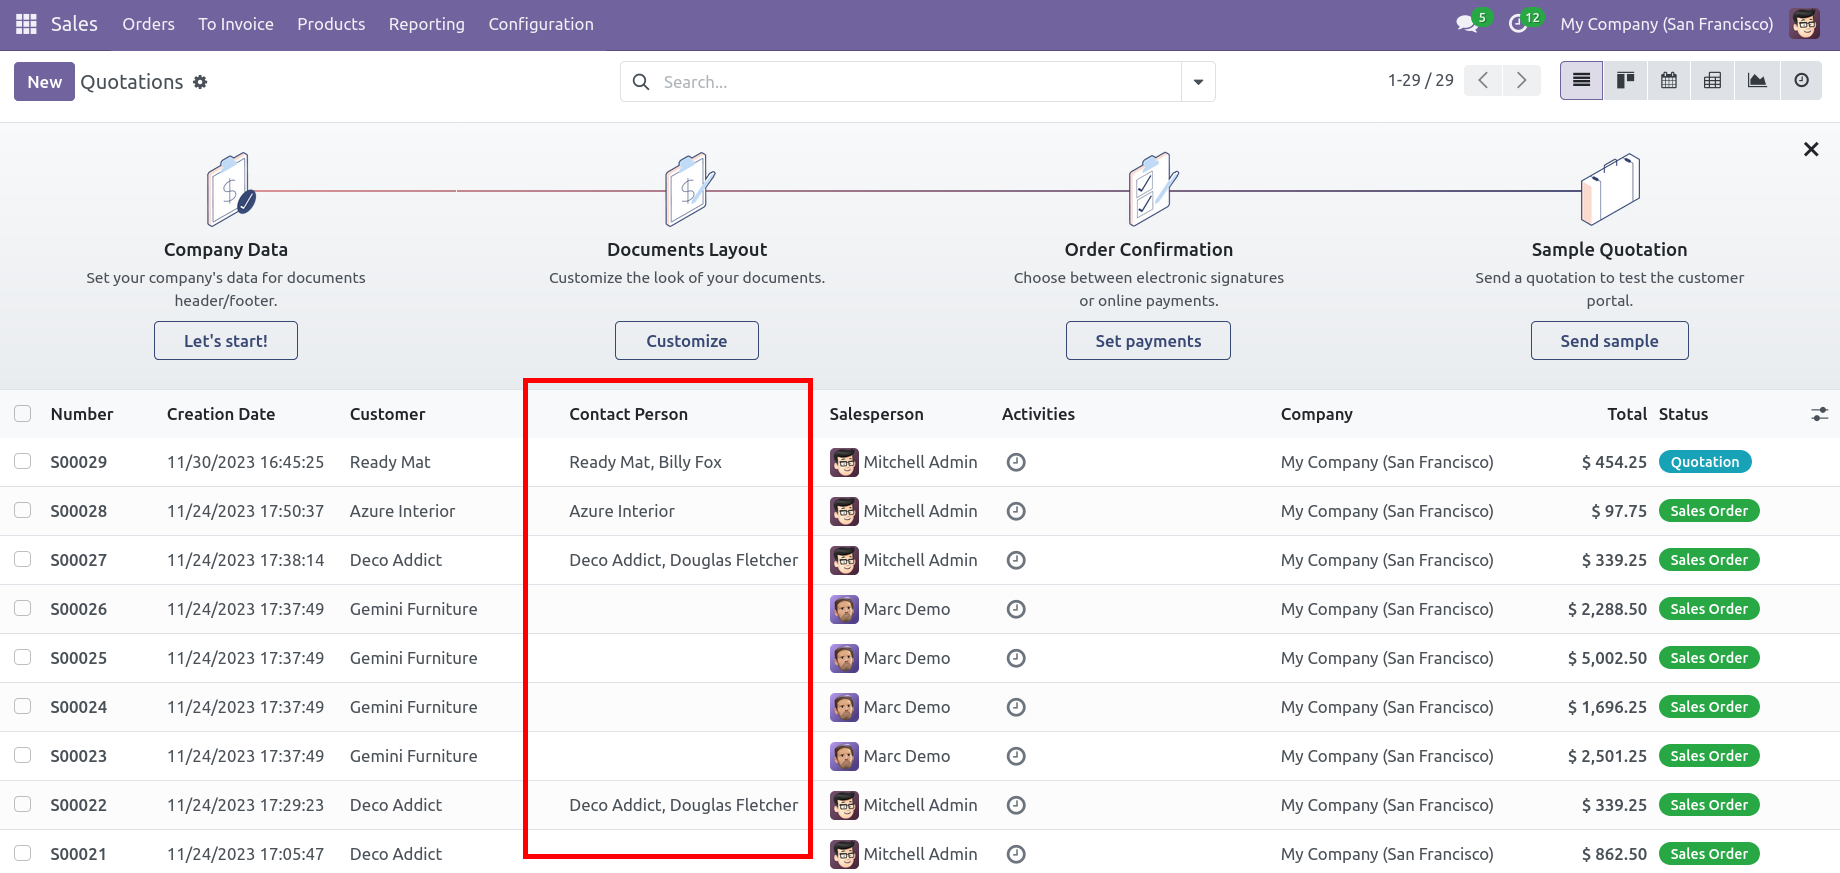 Sales Orders To Invoice Products Reporting Configuration 5 12 My Company (San Francisco)
New Quotations Search... 1-29 / 29
Company Data Documents Layout Order Confirmation Sample Quotation
Set your company's data for documents Customize the look of your documents. Choose between electronic signatures Send a quotation to test the customer
header/footer. or online payments. portal.
Let's start! Customize Set payments Send sample
Number Creation Date Customer Contact Person Salesperson Activities Company Total Status
S00029 11/30/2023 16:45:25 Ready Mat Ready Mat, Billy Fox Mitchell Admin My Company (San Francisco) $ 454.25 Quotation
S00028 11/24/2023 17:50:37 Azure Interior Azure Interior Mitchell Admin My Company (San Francisco) $ 97.75 Sales Order
S00027 11/24/2023 17:38:14 Deco Addict Deco Addict, Douglas Fletcher Mitchell Admin My Company (San Francisco) $ 339.25 Sales Order
S00026 11/24/2023 17:37:49 Gemini Furniture Marc Demo My Company (San Francisco) $ 2,288.50 Sales Order
S00025 11/24/2023 17:37:49 Gemini Furniture Marc Demo My Company (San Francisco) $ 5,002.50 Sales Order
S00024 11/24/2023 17:37:49 Gemini Furniture Marc Demo My Company (San Francisco) $ 1,696.25 Sales Order
S00023 11/24/2023 17:37:49 Gemini Furniture Marc Demo My Company (San Francisco) $ 2,501.25 Sales Order
S00022 11/24/2023 17:29:23 Deco Addict Deco Addict, Douglas Fletcher Mitchell Admin My Company (San Francisco) $ 339.25 Sales Order
S00021 11/24/2023 17:05:47 Deco Addict Mitchell Admin My Company (San Francisco) $ 862.50 Sales Order